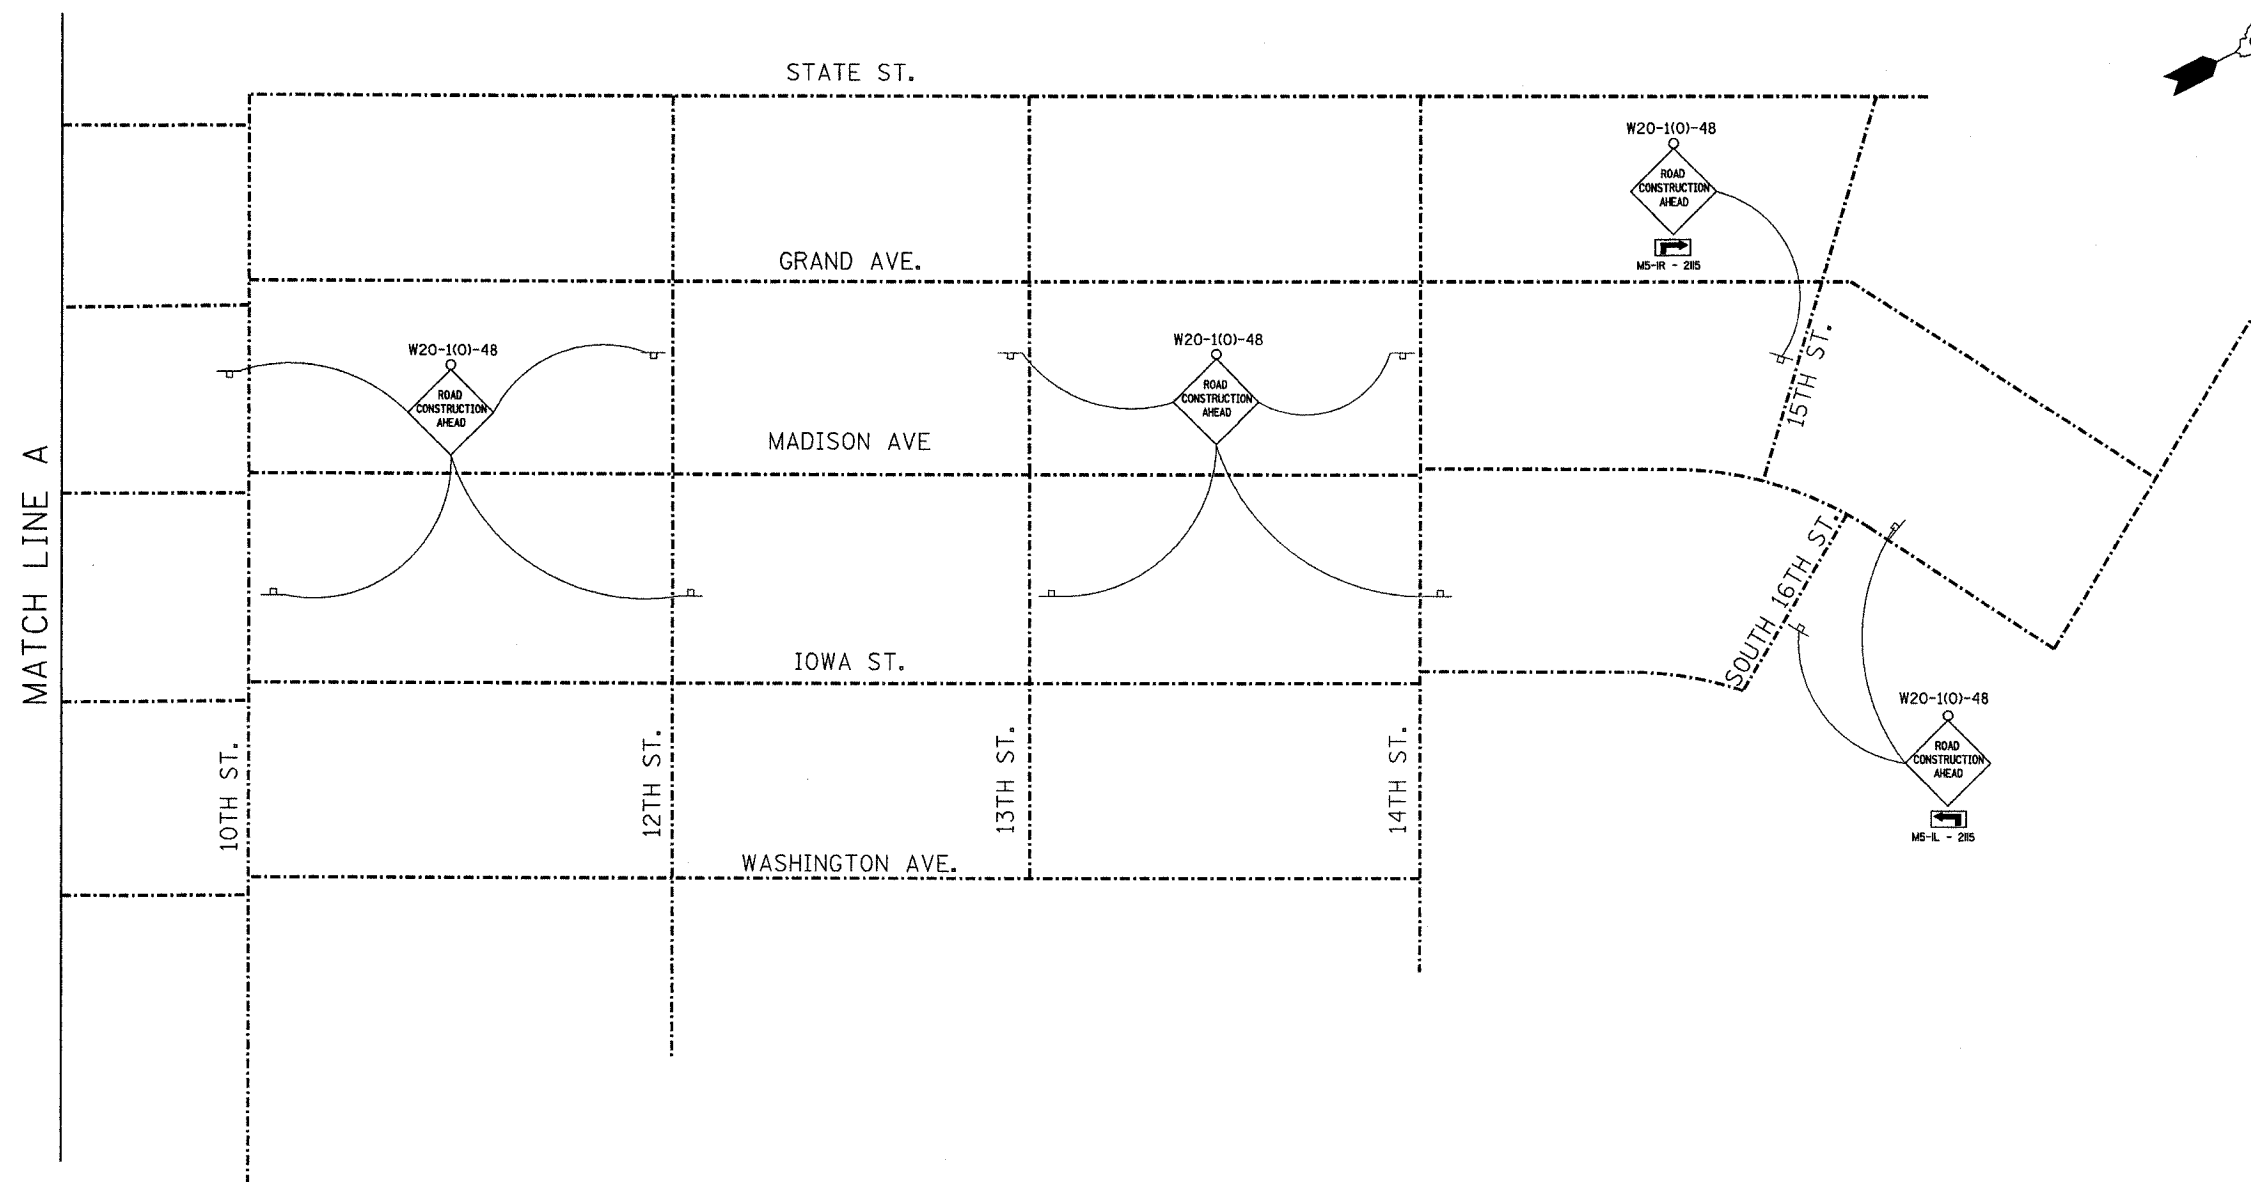 STATE ST.
W20-1(O)-48
ROAD
CONSTRUCTION
AHEAD
M5-1R - 2115
GRAND AVE.
W20-1(O)-48
ROAD
CONSTRUCTION
AHEAD
W20-1(O)-48
ROAD
CONSTRUCTION
AHEAD
15TH ST.
MADISON AVE
MATCH LINE A
SOUTH 16TH ST.
IOWA ST.
W20-1(O)-48
ROAD
CONSTRUCTION
AHEAD
M5-1L - 2115
10TH ST.
12TH ST.
13TH ST.
14TH ST.
WASHINGTON AVE.